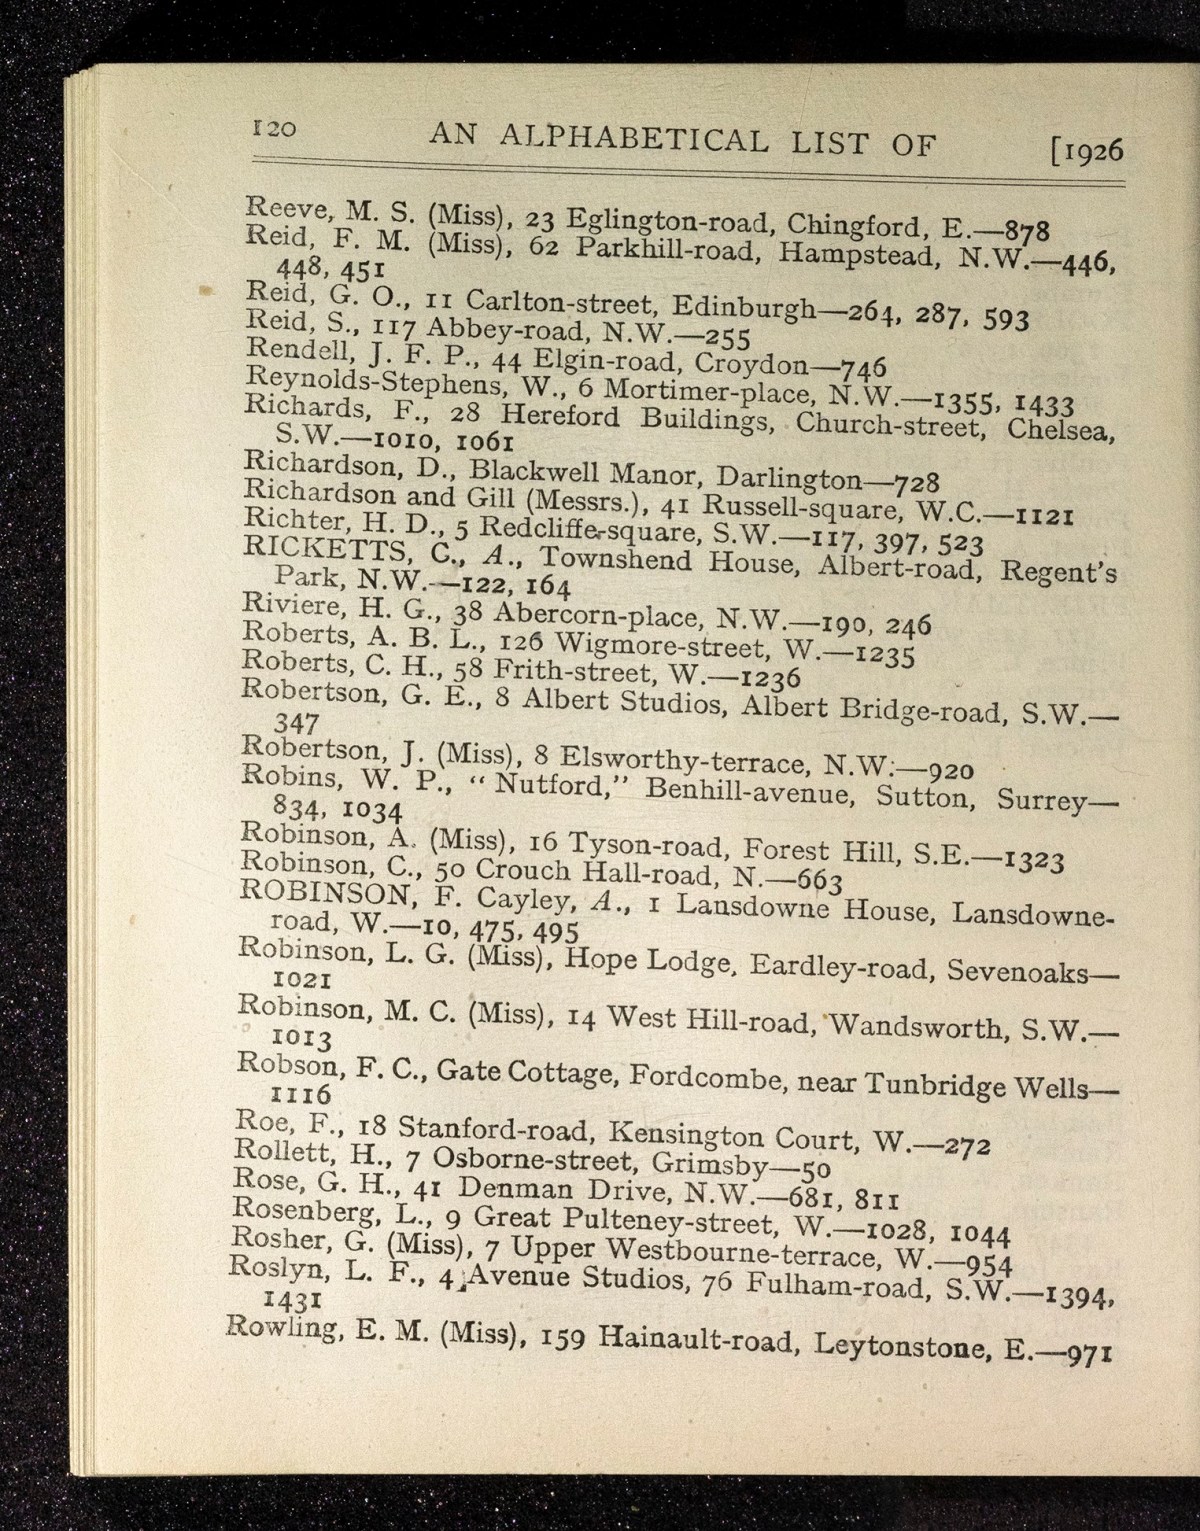 120 AN ALPHABETICAL LIST OF [1926
Reeve, M. S. (Miss), 23 Eglington-road, Chingford, E.—878
Reid, F. M. (Miss), 62 Parkhill-road, Hampstead, N.W.—446,
448, 451
Reid, G. O., 11 Carlton-street, Edinburgh—264, 287, 593
Reid, S., 117 Abbey-road, N.W.—255
Rendell, J. F. P., 44 Elgin-road, Croydon—746
Reynolds-Stephens, W., 6 Mortimer-place, N.W.—1355, 1433
Richards, F., 28 Hereford Buildings, Church-street, Chelsea,
S.W.—1010, 1061
Richardson, D., Blackwell Manor, Darlington—728
Richardson and Gill (Messrs.), 41 Russell-square, W.C.—1121
Richter, H. D., 5 Redcliffe-square, S.W.—117, 397, 523
RICKETTS, C., A., Townshend House, Albert-road, Regent's
Park, N.W.—122, 164
Riviere, H. G., 38 Abercorn-place, N.W.—190, 246
Roberts, A. B. L., 126 Wigmore-street, W.—1235
Roberts, C. H., 58 Frith-street, W.—1236
Robertson, G. E., 8 Albert Studios, Albert Bridge-road, S.W.—
347
Robertson, J. (Miss), 8 Elsworthy-terrace, N.W.—920
Robins, W. P., “ Nutford,” Benhill-avenue, Sutton, Surrey—
834, 1034
Robinson, A. (Miss), 16 Tyson-road, Forest Hill, S.E.—1323
Robinson, C., 50 Crouch Hall-road, N.—663
ROBINSON, F. Cayley, A., 1 Lansdowne House, Lansdowne-
road, W.—10, 475, 495
Robinson, L. G. (Miss), Hope Lodge, Eardley-road, Sevenoaks—
1021
Robinson, M. C. (Miss), 14 West Hill-road, Wandsworth, S.W.—
1013
Robson, F. C., Gate Cottage, Fordcombe, near Tunbridge Wells—
1116
Roe, F., 18 Stanford-road, Kensington Court, W.—272
Rollett, H., 7 Osborne-street, Grimsby—50
Rose, G. H., 41 Denman Drive, N.W.—681, 811
Rosenberg, L., 9 Great Pulteney-street, W.—1028, 1044
Rosher, G. (Miss), 7 Upper Westbourne-terrace, W.—954
Roslyn, L. F., 4 Avenue Studios, 76 Fulham-road, S.W.—1394,
1431
Rowling, E. M. (Miss), 159 Hainault-road, Leytonstone, E.—971